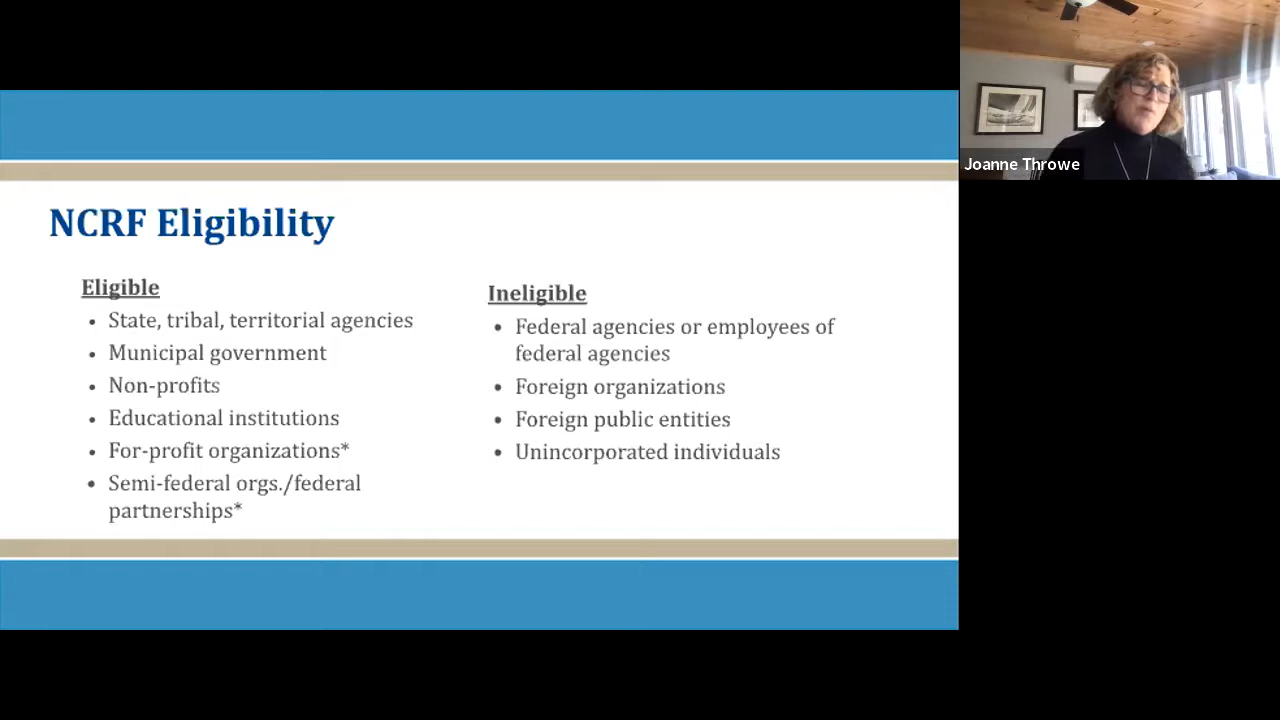 NCRF Eligibility
Eligible
• State, tribal, territorial agencies
• Municipal government
• Non-profits
• Educational institutions
• For-profit organizations*
• Semi-federal orgs./federal
partnerships*
Ineligible
• Federal agencies or employees of
federal agencies
• Foreign organizations
• Foreign public entities
• Unincorporated individuals
Joanne Throwe